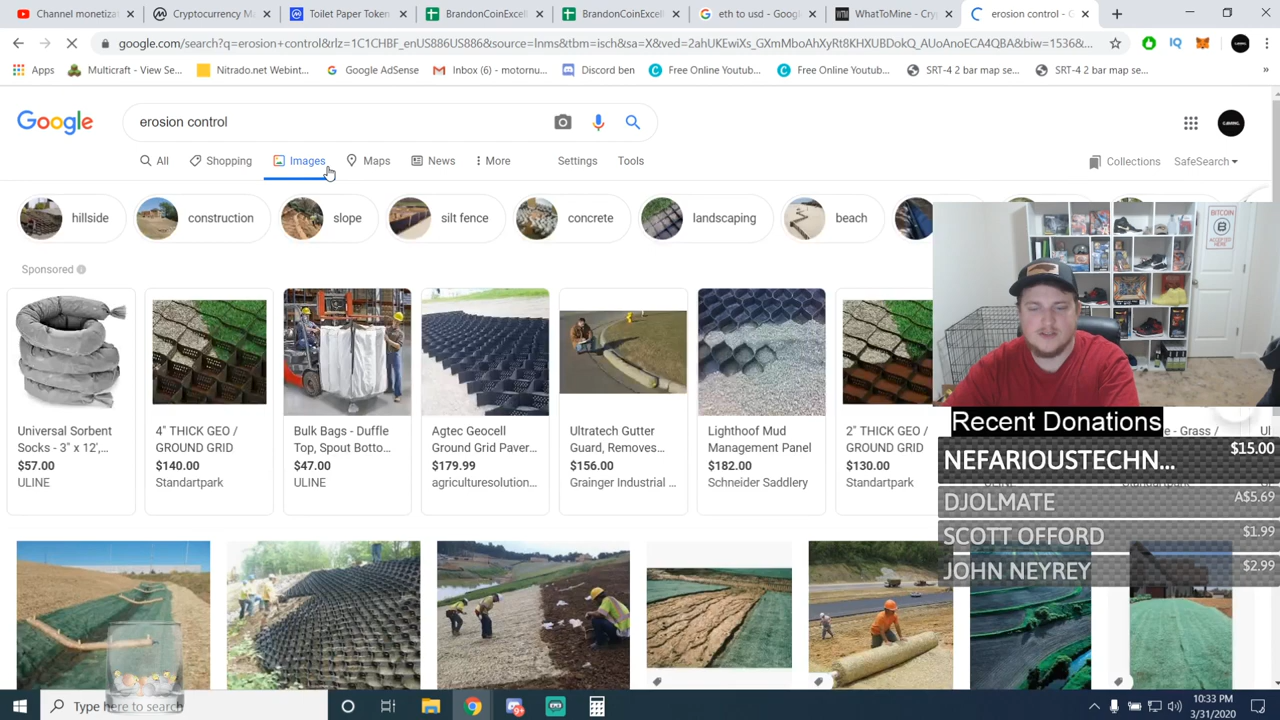 Channel monetizat
Cryptocurrency Ma
Toilet Paper Token
BrandonCoinExcell
BrandonCoinExcel
eth to usd - Google
WhatToMine - Cryp
erosion control - G
google.com/search?q=erosion+control&rlz=1C1CHBF_enUS886US886&source=lnms&tbm=isch&sa=X&ved=2ahUKEwiXs_GXmMboAhXyRt8KHXUBDokQ_AUoAnoECA4QBA&biw=1536&...
Apps
Multicraft - View Se...
Nitrado.net Webint...
Google AdSense
Inbox (6) - motornu...
Discord ben
Free Online Youtub...
Free Online Youtub...
SRT-4 2 bar map se...
SRT-4 2 bar map se...
»
Google
erosion control
All
Shopping
Images
Maps
News
More
Settings
Tools
Collections
SafeSearch
hillside
construction
slope
silt fence
concrete
landscaping
beach
BITCOIN
B
ACCEPTED
HERE
Sponsored
Universal Sorbent
Socks - 3" x 12',...
$57.00
ULINE
4" THICK GEO /
GROUND GRID
$140.00
Standartpark
Bulk Bags - Duffle
Top, Spout Botto...
$47.00
ULINE
Agtec Geocell
Ground Grid Paver...
$179.99
agriculturesolution...
Ultratech Gutter
Guard, Removes...
$156.00
Grainger Industrial ...
Lighthoof Mud
Management Panel
$182.00
Schneider Saddlery
2" THICK GEO /
GROUND GRID
$130.00
Standartpark
Recent Donations
NEFARIOUSTECHN... $15.00
DJOLMATE A$5.69
SCOTT OFFORD $1.99
JOHN NEYREY $2.99
Type here to search
10:33 PM
3/31/2020